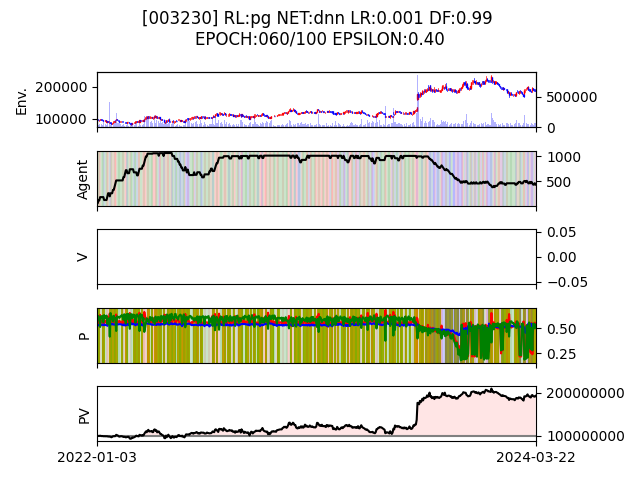 [003230] RL:pg NET:dnn LR:0.001 DF:0.99
EPOCH:060/100 EPSILON:0.40
Env.
200000
100000
500000
0
Agent
1000
500
V
0.05
0.00
−0.05
P
0.50
0.25
PV
200000000
100000000
2022-01-03
2024-03-22